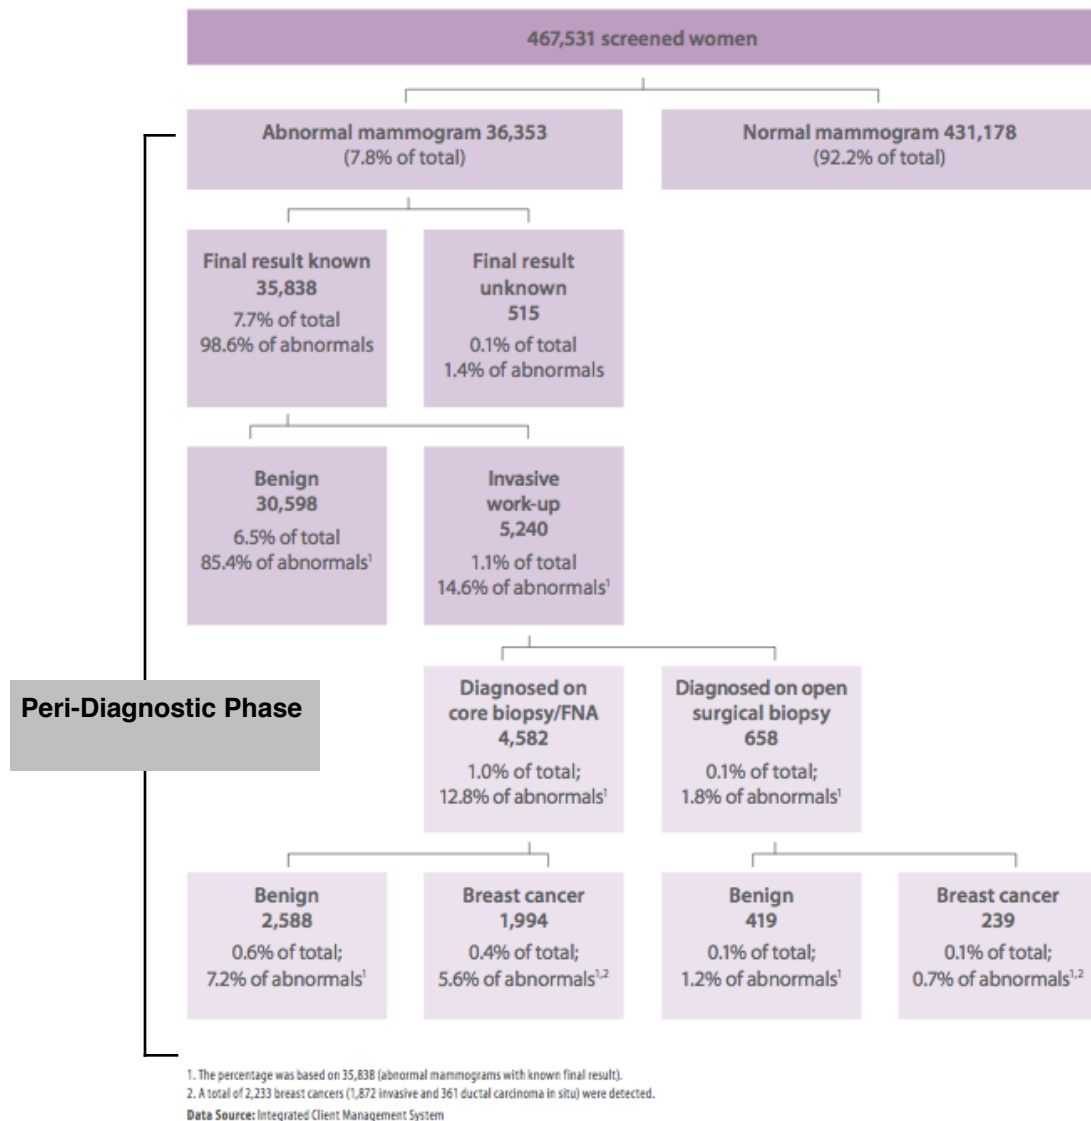 467,531 screened women
Abnormal mammogram 36,353
(7.8% of total)
Normal mammogram 431,178
(92.2% of total)
Final result known
35,838
7.7% of total
98.6% of abnormals
Final result
unknown
515
0.1% of total
1.4% of abnormals
Benign
30,598
6.5% of total
85.4% of abnormals¹
Invasive
work-up
5,240
1.1% of total
14.6% of abnormals¹
Peri-Diagnostic Phase
Diagnosed on
core biopsy/FNA
4,582
1.0% of total;
12.8% of abnormals¹
Diagnosed on open
surgical biopsy
658
0.1% of total;
1.8% of abnormals¹
Benign
2,588
0.6% of total;
7.2% of abnormals¹
Breast cancer
1,994
0.4% of total;
5.6% of abnormals¹,²
Benign
419
0.1% of total;
1.2% of abnormals¹
Breast cancer
239
0.1% of total;
0.7% of abnormals¹,²
1. The percentage was based on 35,838 (abnormal mammograms with known final result).
2. A total of 2,233 breast cancers (1,872 invasive and 361 ductal carcinoma in situ) were detected.
Data Source: Integrated Client Management System